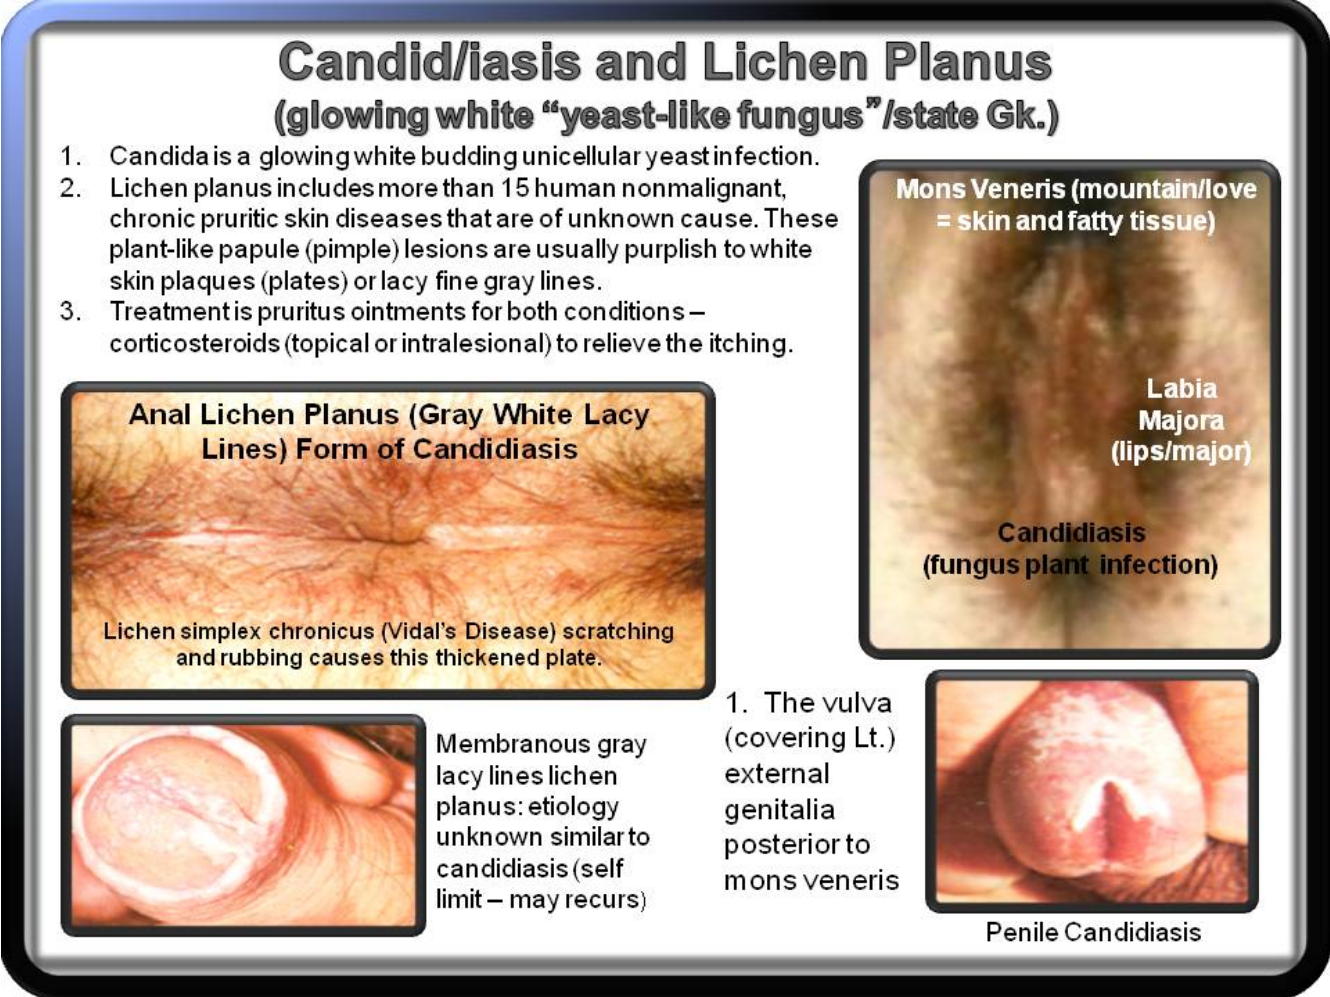 Candid/iasis and Lichen Planus
(glowing white “yeast-like fungus”/state Gk.)
1. Candida is a glowing white budding unicellular yeast infection.
2. Lichen planus includes more than 15 human nonmalignant,
chronic pruritic skin diseases that are of unknown cause. These
plant-like papule (pimple) lesions are usually purplish to white
skin plaques (plates) or lacy fine gray lines.
3. Treatment is pruritus ointments for both conditions –
corticosteroids (topical or intralesional) to relieve the itching.
Mons Veneris (mountain/love
= skin and fatty tissue)
Labia
Majora
(lips/major)
Candidiasis
(fungus plant infection)
Anal Lichen Planus (Gray White Lacy
Lines) Form of Candidiasis
Lichen simplex chronicus (Vidal’s Disease) scratching
and rubbing causes this thickened plate.
Membranous gray
lacy lines lichen
planus: etiology
unknown similar to
candidiasis (self
limit – may recurs)
1. The vulva
(covering Lt.)
external
genitalia
posterior to
mons veneris
Penile Candidiasis